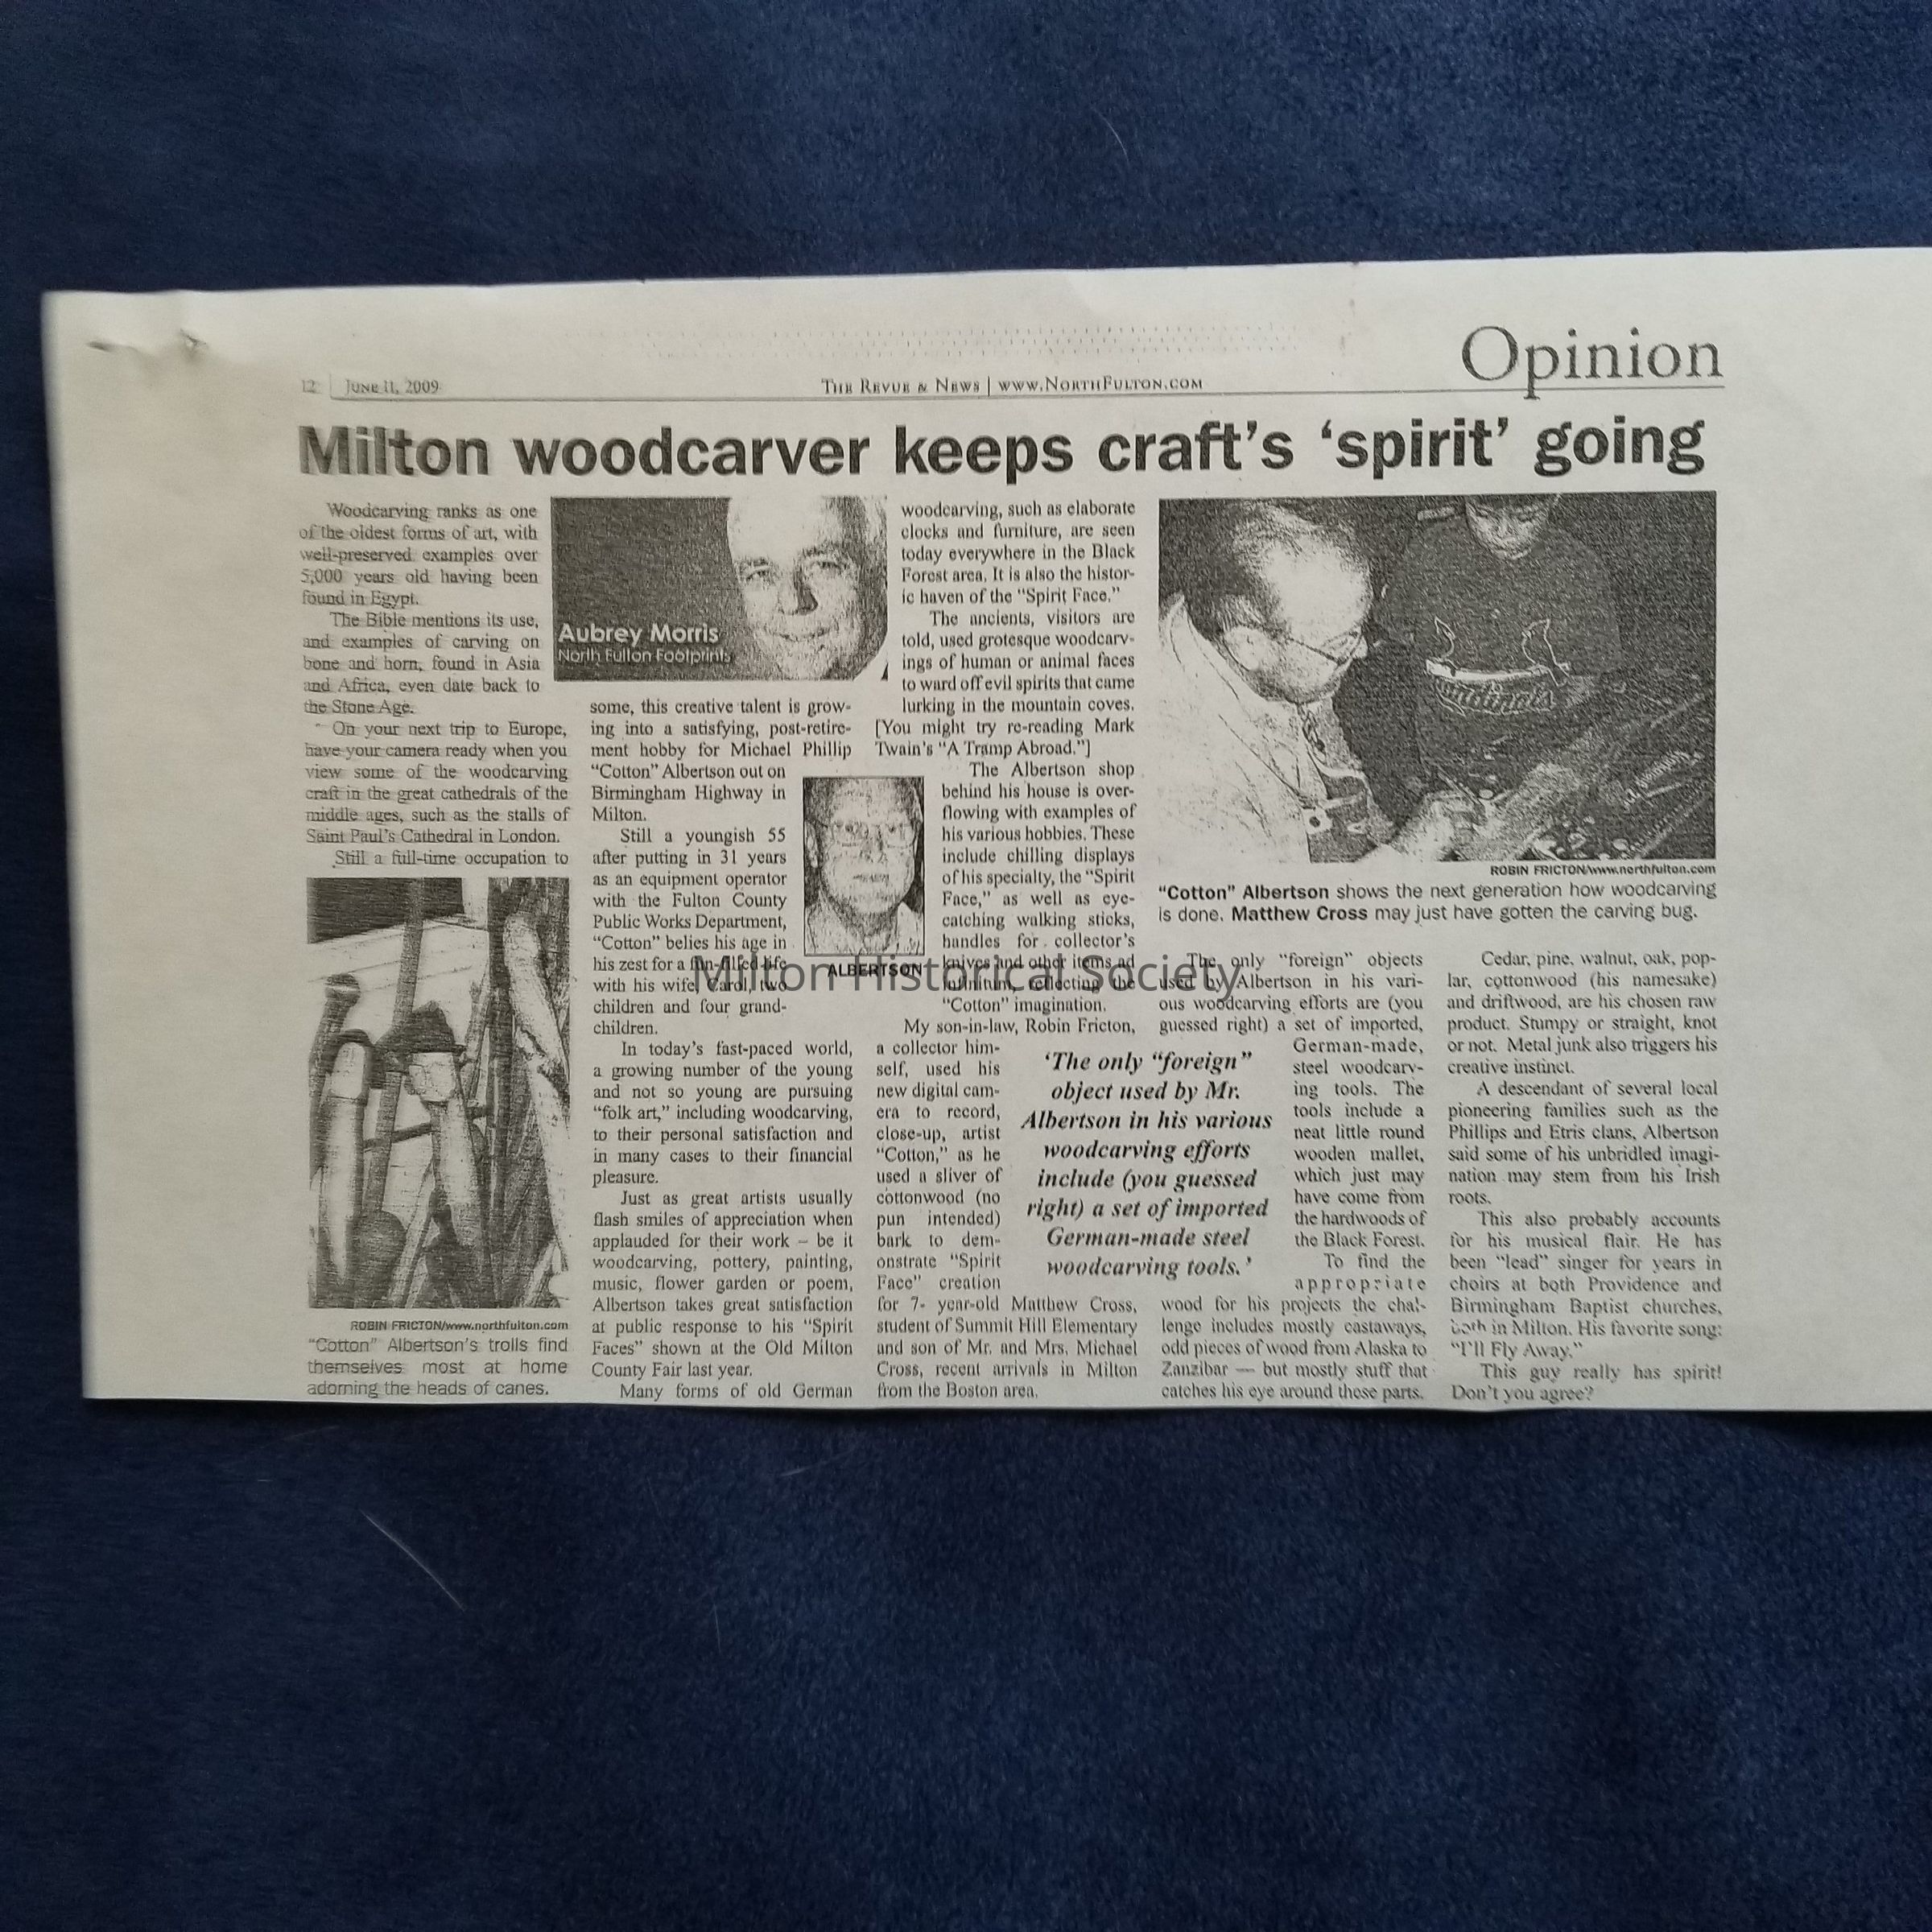 12 June 11, 2009
The Revue & News | www.NorthFulton.com
Opinion
Milton woodcarver keeps craft's 'spirit' going
Woodcarving ranks as one
of the oldest forms of art, with
well-preserved examples over
5,000 years old having been
found in Egypt.
The Bible mentions its use,
and examples of carving on
bone and horn, found in Asia
and Africa, even date back to
the Stone Age.
On your next trip to Europe,
have your camera ready when you
view some of the woodcarving
craft in the great cathedrals of the
middle ages, such as the stalls of
Saint Paul's Cathedral in London.
Still a full-time occupation to
ROBIN FRICTON/www.northfulton.com
"Cotton" Albertson's trolls find
themselves most at home
adorning the heads of canes.
Aubrey Morris
North Fulton Footprints
some, this creative talent is grow-
ing into a satisfying, post-retire-
ment hobby for Michael Phillip
"Cotton" Albertson out on
Birmingham Highway in
Milton.
Still a youngish 55
after putting in 31 years
as an equipment operator
with the Fulton County
Public Works Department,
"Cotton" belies his age in
his zest for a fun-filled life
with his wife, Carol, two
children and four grand-
children.
In today's fast-paced world,
a growing number of the young
and not so young are pursuing
"folk art," including woodcarving,
to their personal satisfaction and
in many cases to their financial
pleasure.
Just as great artists usually
flash smiles of appreciation when
applauded for their work – be it
woodcarving, pottery, painting,
music, flower garden or poem,
Albertson takes great satisfaction
at public response to his "Spirit
Faces" shown at the Old Milton
County Fair last year.
Many forms of old German
ALBERTSON
woodcarving, such as elaborate
clocks and furniture, are seen
today everywhere in the Black
Forest area. It is also the histor-
ic haven of the "Spirit Face."
The ancients, visitors are
told, used grotesque woodcarv-
ings of human or animal faces
to ward off evil spirits that came
lurking in the mountain coves.
[You might try re-reading Mark
Twain's "A Tramp Abroad."]
The Albertson shop
behind his house is over-
flowing with examples of
his various hobbies. These
include chilling displays
of his specialty, the "Spirit
Face," as well as eye-
catching walking sticks,
handles for collector's
knives and other items ad
infinitum, reflecting the
"Cotton" imagination.
My son-in-law, Robin Fricton,
a collector him-
self, used his
new digital cam-
era to record,
close-up, artist
"Cotton," as he
used a sliver of
cottonwood (no
pun intended)
bark to dem-
onstrate "Spirit
Face" creation
for 7- year-old Matthew Cross,
student of Summit Hill Elementary
and son of Mr. and Mrs. Michael
Cross, recent arrivals in Milton
from the Boston area.
'The only "foreign"
object used by Mr.
Albertson in his various
woodcarving efforts
include (you guessed
right) a set of imported
German-made steel
woodcarving tools.'
ROBIN FRICTON/www.northfulton.com
"Cotton" Albertson shows the next generation how woodcarving
is done. Matthew Cross may just have gotten the carving bug.
The only "foreign" objects
used by Albertson in his vari-
ous woodcarving efforts are (you
guessed right) a set of imported,
German-made,
steel woodcarv-
ing tools. The
tools include a
neat little round
wooden mallet,
which just may
have come from
the hardwoods of
the Black Forest.
To find the
appropriate
wood for his projects the chal-
lenge includes mostly castaways,
odd pieces of wood from Alaska to
Zanzibar — but mostly stuff that
catches his eye around these parts.
Cedar, pine, walnut, oak, pop-
lar, cottonwood (his namesake)
and driftwood, are his chosen raw
product. Stumpy or straight, knot
or not. Metal junk also triggers his
creative instinct.
A descendant of several local
pioneering families such as the
Phillips and Etris clans, Albertson
said some of his unbridled imagi-
nation may stem from his Irish
roots.
This also probably accounts
for his musical flair. He has
been "lead" singer for years in
choirs at both Providence and
Birmingham Baptist churches,
both in Milton. His favorite song:
"I'll Fly Away."
This guy really has spirit!
Don't you agree?
Milton Historical Society